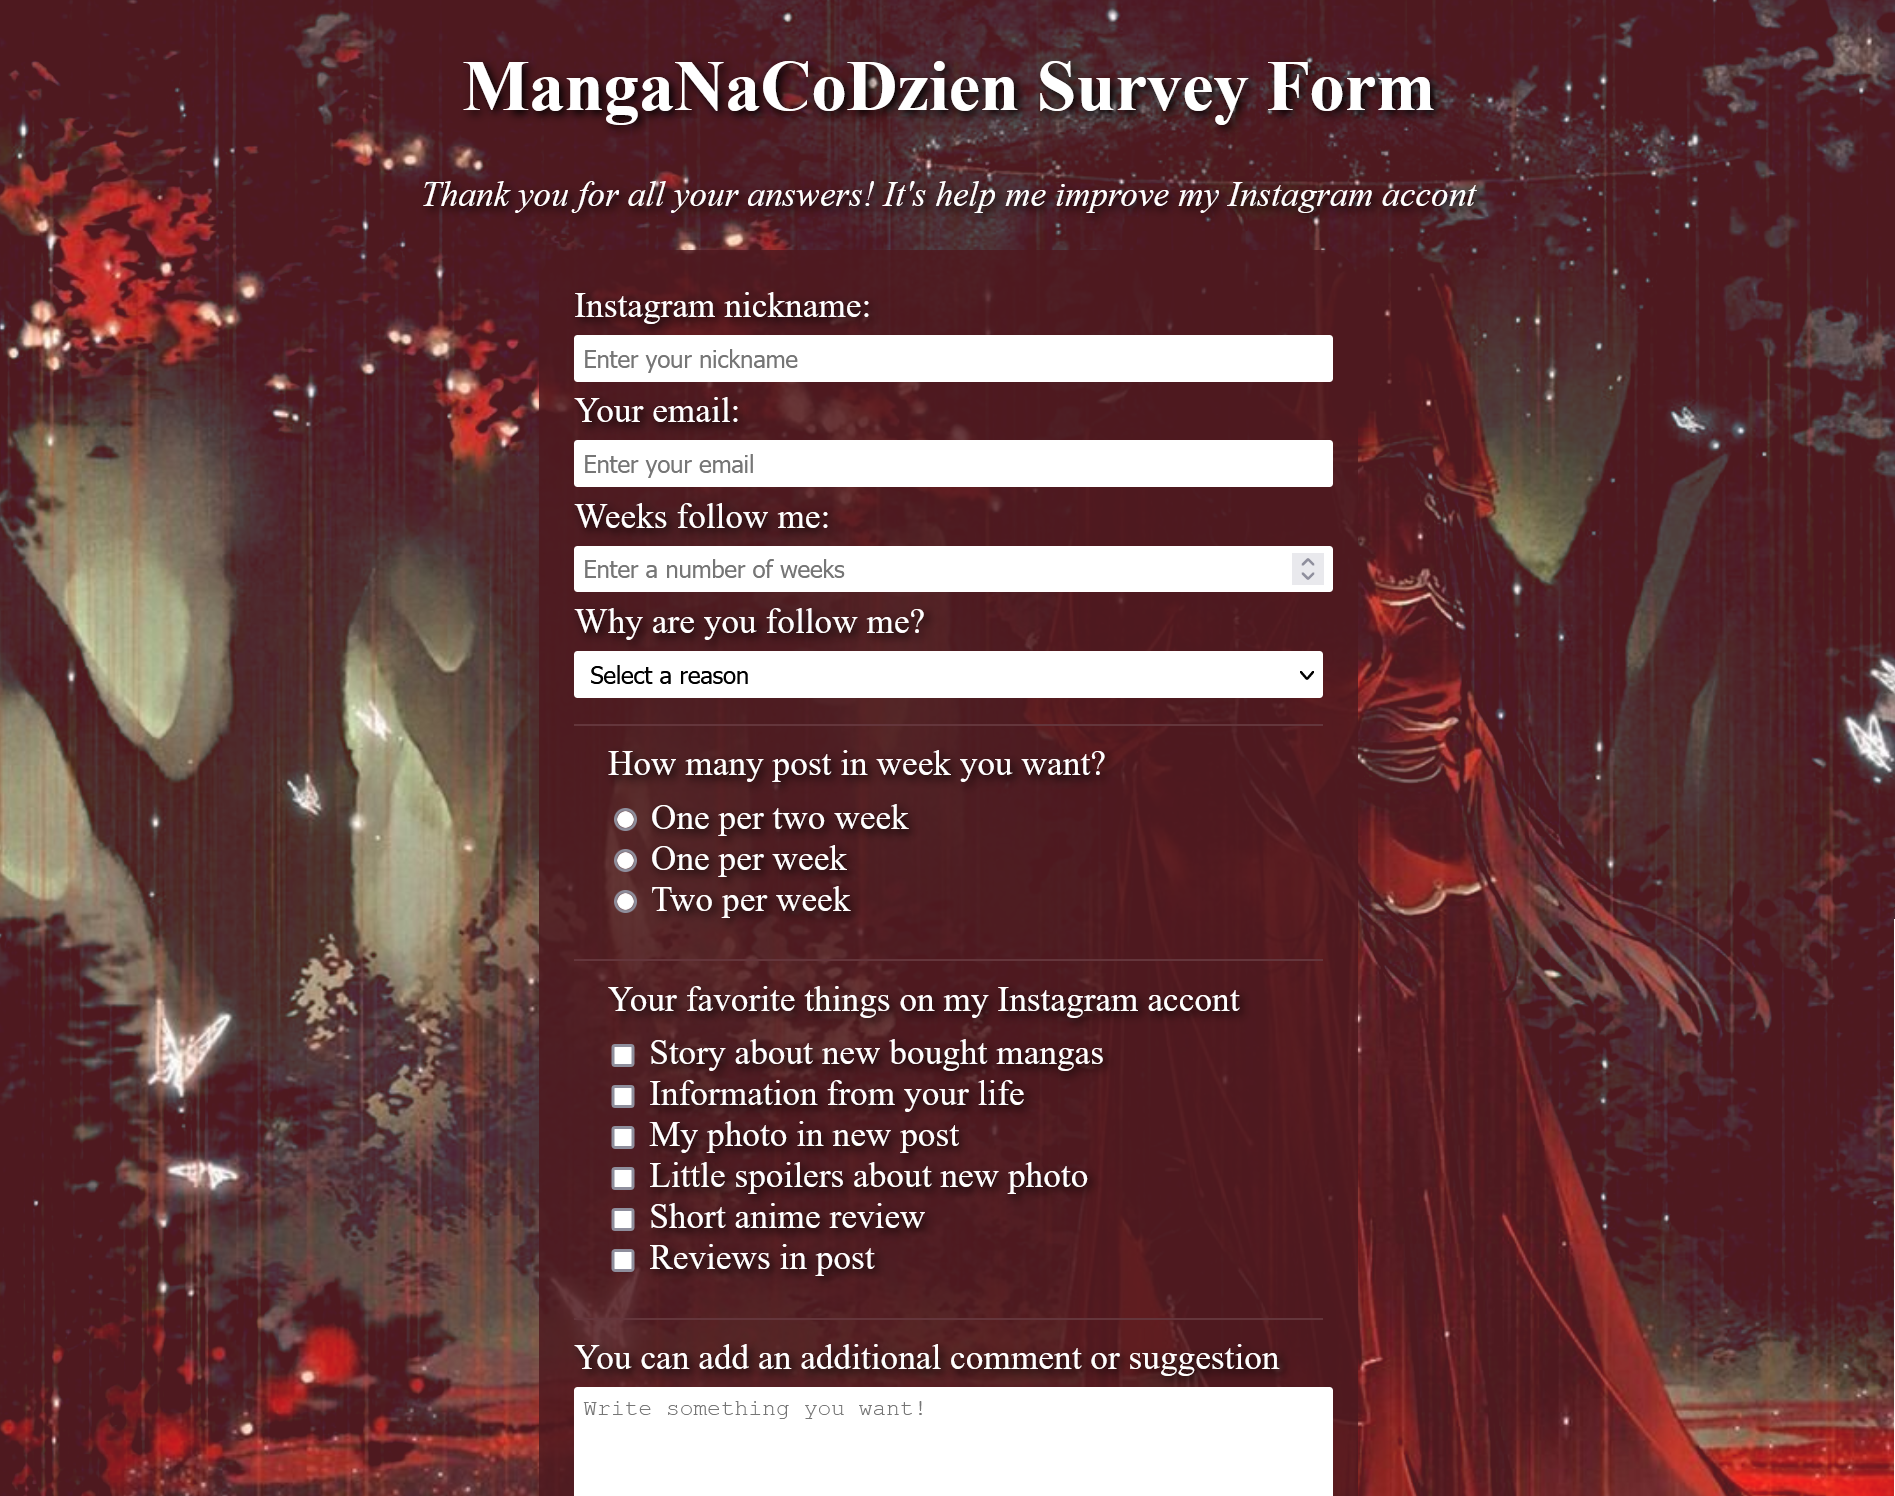 MangaNaCoDzien Survey Form
Thank you for all your answers! It's help me improve my Instagram accont
Instagram nickname:
Enter your nickname
Your email:
Enter your email
Weeks follow me:
Enter a number of weeks
Why are you follow me?
Select a reason
How many post in week you want?
One per two week
One per week
Two per week
Your favorite things on my Instagram accont
Story about new bought mangas
Information from your life
My photo in new post
Little spoilers about new photo
Short anime review
Reviews in post
You can add an additional comment or suggestion
Write something you want!